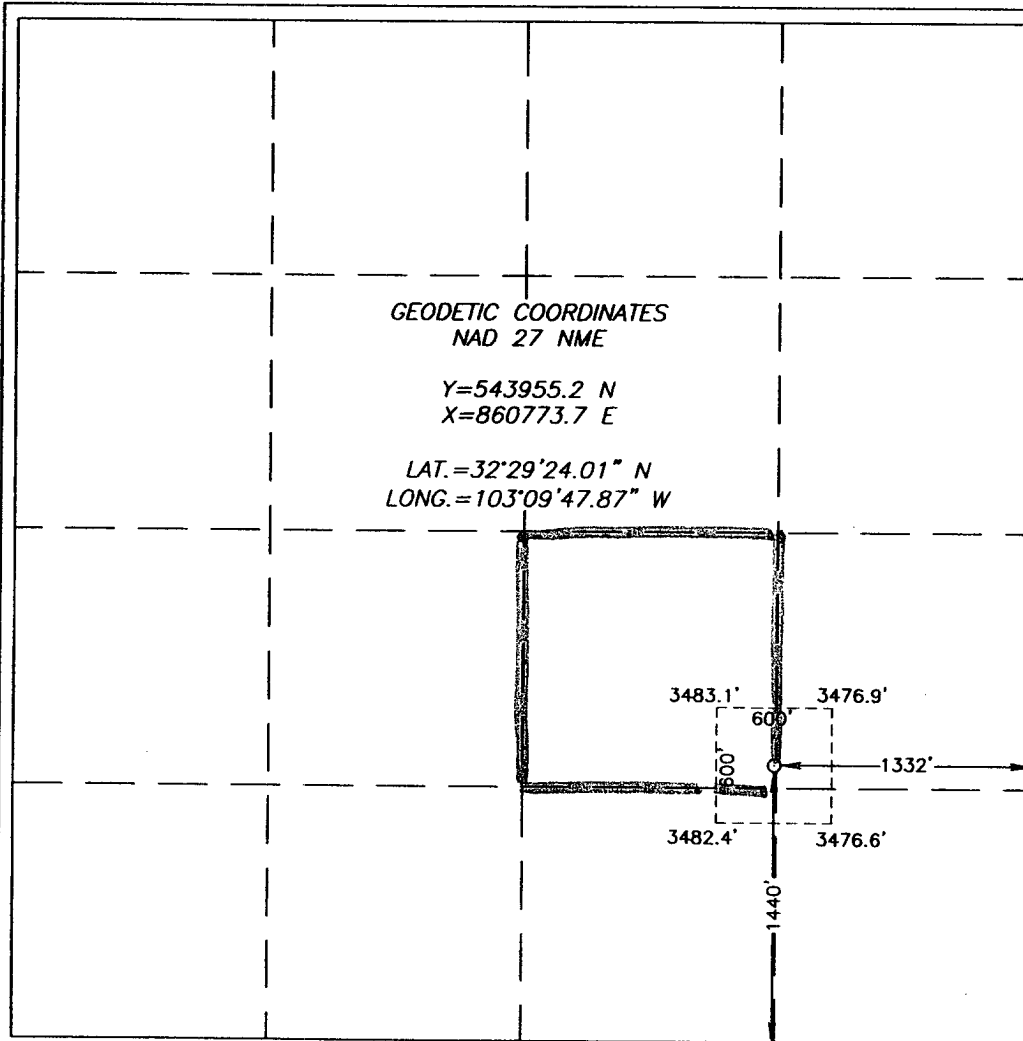 GEODETIC COORDINATES
NAD 27 NME
Y=543955.2 N
X=860773.7 E
LAT.=32°29'24.01" N
LONG.=103°09'47.87" W
3483.1' 3476.9'
600'
600'
1332'
3482.4' 3476.6'
1440'